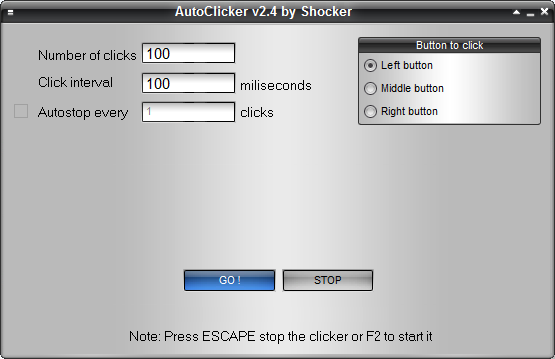 AutoClicker v2.4 by Shocker
Number of clicks 100
Click interval 100 miliseconds
Autostop every 1 clicks
Button to click
Left button
Middle button
Right button
GO ! STOP
Note: Press ESCAPE stop the clicker or F2 to start it